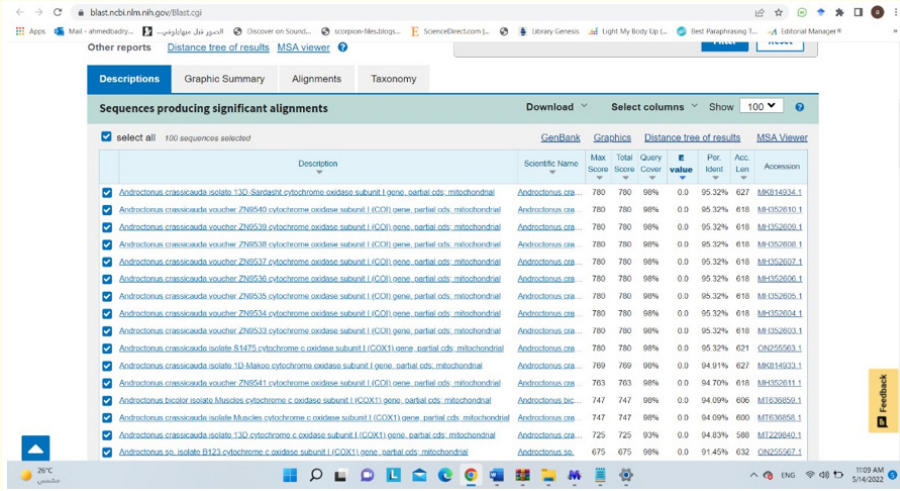 blast.ncbi.nlm.nih.gov/Blast.cgi
Apps Mail - ahmedbadry... الصور قبل ميهايلوفي... Discover on Sound... scorpion-files.blogs... ScienceDirect.com |... Library Genesis Light My Body Up (... Best Paraphrasing T... Editorial Manager®
Other reports Distance tree of results MSA viewer
Filter Reset
Descriptions Graphic Summary Alignments Taxonomy
Sequences producing significant alignments Download Select columns Show 100
select all 100 sequences selected GenBank Graphics Distance tree of results MSA Viewer
Description Scientific Name Max Score Total Score Query Cover E value Per. Ident Acc. Len Accession
Androctonus crassicauda isolate 13D-Sardasht cytochrome oxidase subunit I gene, partial cds; mitochondrial Androctonus cra... 780 780 98% 0.0 95.32% 627 MK814934.1
Androctonus crassicauda voucher ZN9540 cytochrome oxidase subunit I (COI) gene, partial cds; mitochondrial Androctonus cra... 780 780 98% 0.0 95.32% 618 MH352610.1
Androctonus crassicauda voucher ZN9539 cytochrome oxidase subunit I (COI) gene, partial cds; mitochondrial Androctonus cra... 780 780 98% 0.0 95.32% 618 MH352609.1
Androctonus crassicauda voucher ZN9538 cytochrome oxidase subunit I (COI) gene, partial cds; mitochondrial Androctonus cra... 780 780 98% 0.0 95.32% 618 MH352608.1
Androctonus crassicauda voucher ZN9537 cytochrome oxidase subunit I (COI) gene, partial cds; mitochondrial Androctonus cra... 780 780 98% 0.0 95.32% 618 MH352607.1
Androctonus crassicauda voucher ZN9536 cytochrome oxidase subunit I (COI) gene, partial cds; mitochondrial Androctonus cra... 780 780 98% 0.0 95.32% 618 MH352606.1
Androctonus crassicauda voucher ZN9535 cytochrome oxidase subunit I (COI) gene, partial cds; mitochondrial Androctonus cra... 780 780 98% 0.0 95.32% 618 MH352605.1
Androctonus crassicauda voucher ZN9534 cytochrome oxidase subunit I (COI) gene, partial cds; mitochondrial Androctonus cra... 780 780 98% 0.0 95.32% 618 MH352604.1
Androctonus crassicauda voucher ZN9533 cytochrome oxidase subunit I (COI) gene, partial cds; mitochondrial Androctonus cra... 780 780 98% 0.0 95.32% 618 MH352603.1
Androctonus crassicauda isolate S1475 cytochrome c oxidase subunit I (COX1) gene, partial cds; mitochondrial Androctonus cra... 780 780 98% 0.0 95.32% 621 ON255563.1
Androctonus crassicauda isolate 1D-Makoo cytochrome oxidase subunit I gene, partial cds; mitochondrial Androctonus cra... 769 769 98% 0.0 94.91% 627 MK814933.1
Androctonus crassicauda voucher ZN9541 cytochrome oxidase subunit I (COI) gene, partial cds; mitochondrial Androctonus cra... 763 763 98% 0.0 94.70% 618 MH352611.1
Androctonus bicolor isolate Muscles cytochrome c oxidase subunit I (COX1) gene, partial cds; mitochondrial Androctonus bic... 747 747 98% 0.0 94.09% 606 MT636859.1
Androctonus crassicauda isolate Muscles cytochrome c oxidase subunit I (COX1) gene, partial cds; mitochondrial Androctonus cra... 747 747 98% 0.0 94.09% 600 MT636858.1
Androctonus crassicauda isolate 13D cytochrome c oxidase subunit I (COX1) gene, partial cds; mitochondrial Androctonus cra... 725 725 93% 0.0 94.83% 588 MT229840.1
Androctonus sp. isolate B123 cytochrome c oxidase subunit I (COX1) gene, partial cds; mitochondrial Androctonus sp. 675 675 98% 0.0 91.45% 632 ON255567.1
Feedback
26°C
مشمس
ENG
11:09 AM
5/14/2022